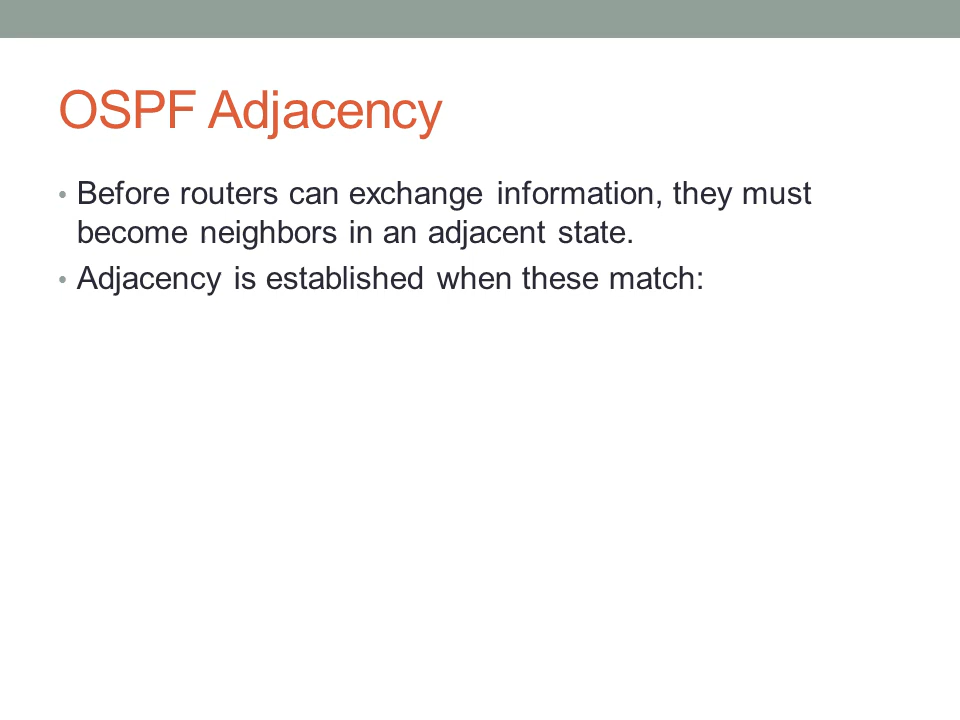 OSPF Adjacency
• Before routers can exchange information, they must
become neighbors in an adjacent state.
• Adjacency is established when these match: